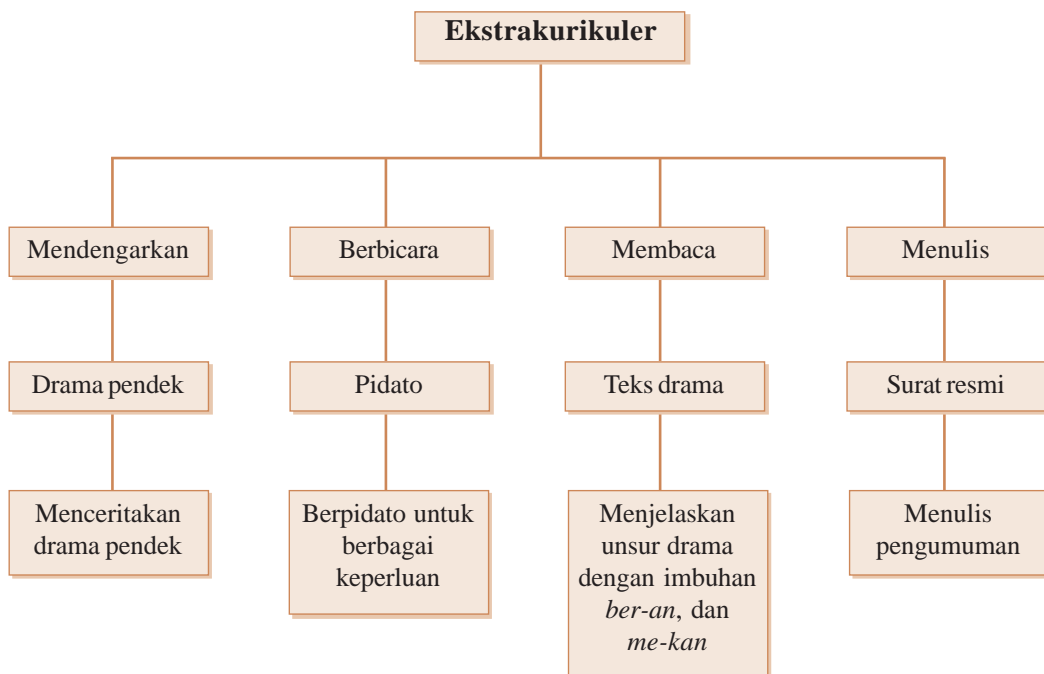 Ekstrakurikuler
Mendengarkan
Berbicara
Membaca
Menulis
Drama pendek
Pidato
Teks drama
Surat resmi
Menceritakan
drama pendek
Berpidato untuk
berbagai
keperluan
Menjelaskan
unsur drama
dengan imbuhan
ber-an, dan
me-kan
Menulis
pengumuman